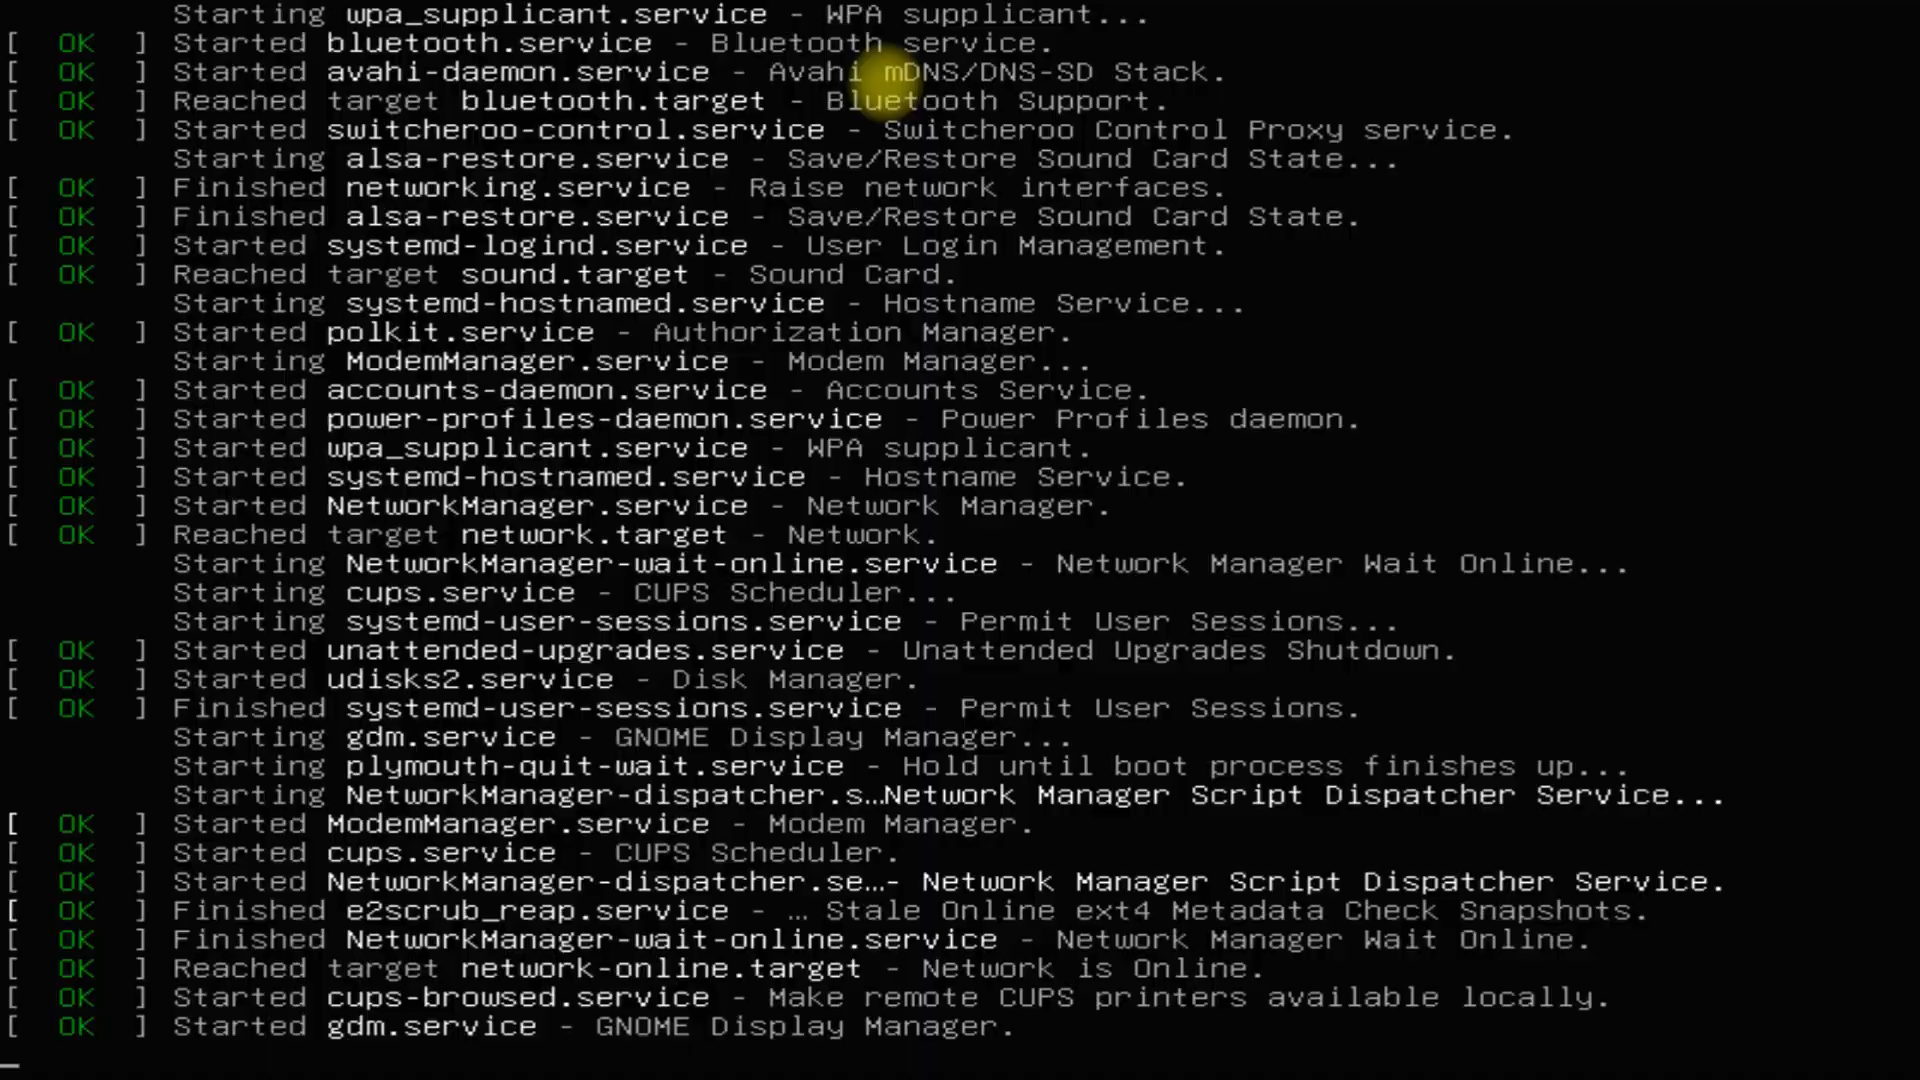 Starting wpa_supplicant.service - WPA supplicant...
[  OK  ] Started bluetooth.service - Bluetooth service.
[  OK  ] Started avahi-daemon.service - Avahi mDNS/DNS-SD Stack.
[  OK  ] Reached target bluetooth.target - Bluetooth Support.
[  OK  ] Started switcheroo-control.service - Switcheroo Control Proxy service.
Starting alsa-restore.service - Save/Restore Sound Card State...
[  OK  ] Finished networking.service - Raise network interfaces.
[  OK  ] Finished alsa-restore.service - Save/Restore Sound Card State.
[  OK  ] Started systemd-logind.service - User Login Management.
[  OK  ] Reached target sound.target - Sound Card.
Starting systemd-hostnamed.service - Hostname Service...
[  OK  ] Started polkit.service - Authorization Manager.
Starting ModemManager.service - Modem Manager...
[  OK  ] Started accounts-daemon.service - Accounts Service.
[  OK  ] Started power-profiles-daemon.service - Power Profiles daemon.
[  OK  ] Started wpa_supplicant.service - WPA supplicant.
[  OK  ] Started systemd-hostnamed.service - Hostname Service.
[  OK  ] Started NetworkManager.service - Network Manager.
[  OK  ] Reached target network.target - Network.
Starting NetworkManager-wait-online.service - Network Manager Wait Online...
Starting cups.service - CUPS Scheduler...
Starting systemd-user-sessions.service - Permit User Sessions...
[  OK  ] Started unattended-upgrades.service - Unattended Upgrades Shutdown.
[  OK  ] Started udisks2.service - Disk Manager.
[  OK  ] Finished systemd-user-sessions.service - Permit User Sessions.
Starting gdm.service - GNOME Display Manager...
Starting plymouth-quit-wait.service - Hold until boot process finishes up...
Starting NetworkManager-dispatcher.s…Network Manager Script Dispatcher Service...
[  OK  ] Started ModemManager.service - Modem Manager.
[  OK  ] Started cups.service - CUPS Scheduler.
[  OK  ] Started NetworkManager-dispatcher.se…- Network Manager Script Dispatcher Service.
[  OK  ] Finished e2scrub_reap.service - … Stale Online ext4 Metadata Check Snapshots.
[  OK  ] Finished NetworkManager-wait-online.service - Network Manager Wait Online.
[  OK  ] Reached target network-online.target - Network is Online.
[  OK  ] Started cups-browsed.service - Make remote CUPS printers available locally.
[  OK  ] Started gdm.service - GNOME Display Manager.